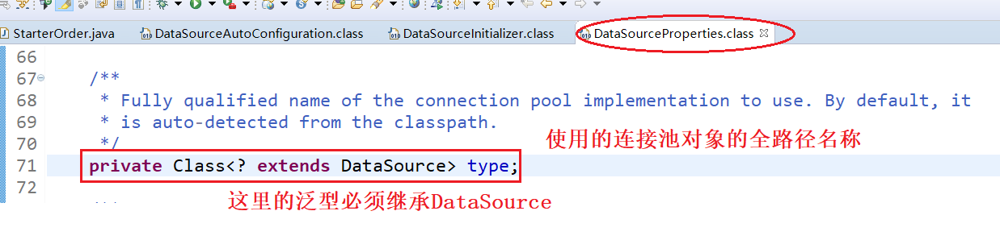 StarterOrder.java DataSourceAutoConfiguration.class DataSourceInitializer.class DataSourceProperties.class
66
67 /**
68 * Fully qualified name of the connection pool implementation to use. By default, it
69 * is auto-detected from the classpath.
70 */
使用的连接池对象的全路径名称
71 private Class<? extends DataSource> type;
72
这里的泛型必须继承DataSource